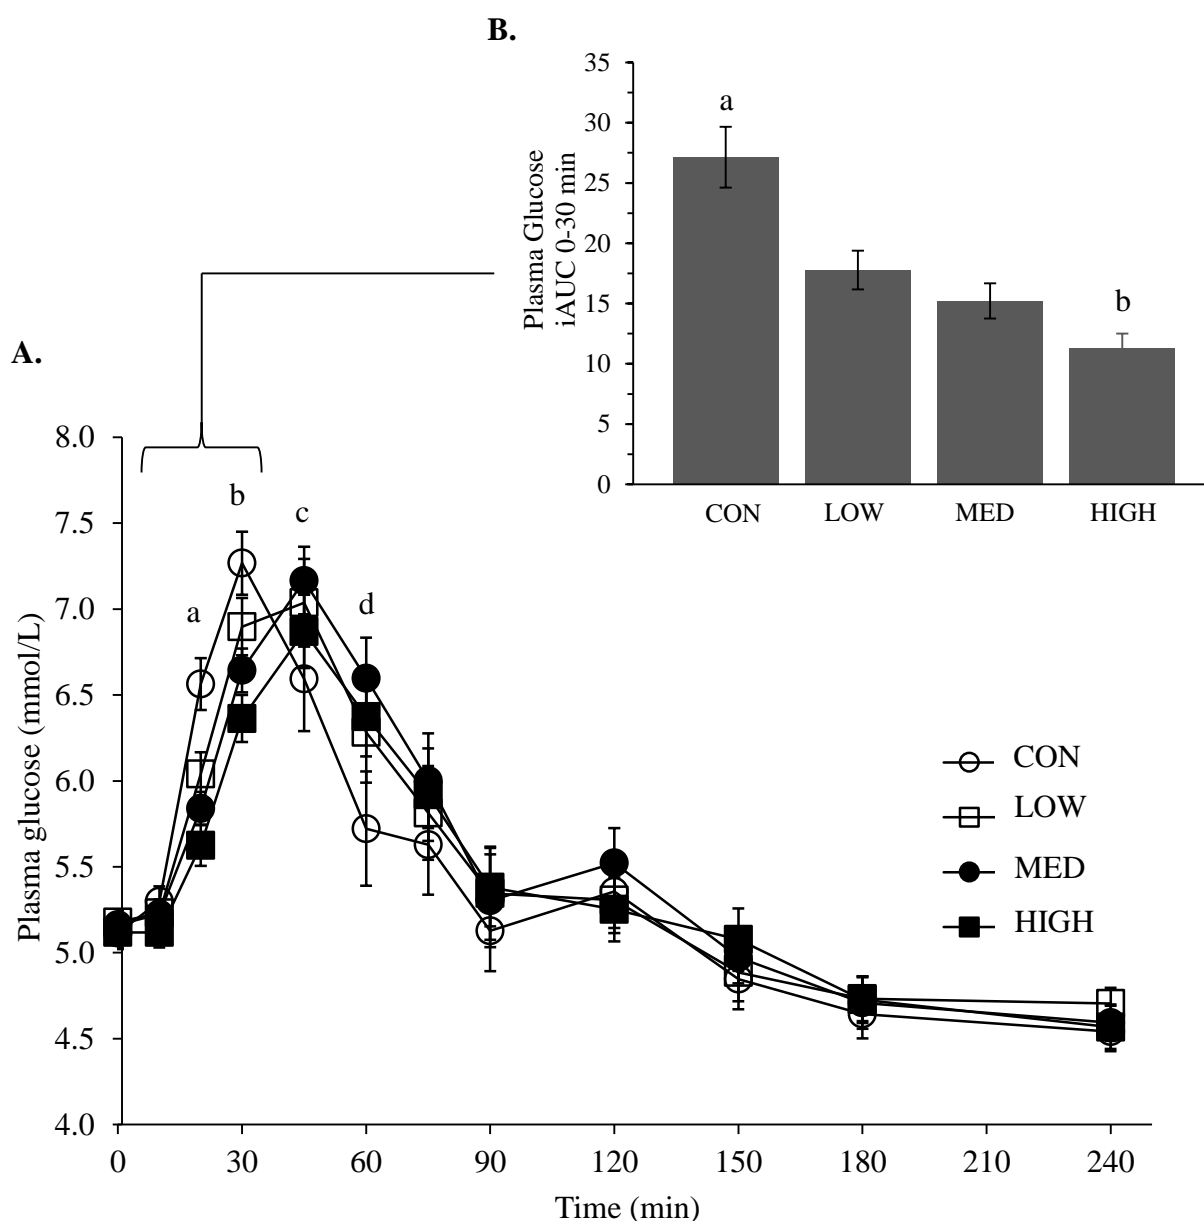 B.
35
30
25
20
15
10
5
0
Plasma Glucose
iAUC 0-30 min
a
b
CON LOW MED HIGH
A.
8.0
7.5
7.0
6.5
6.0
5.5
5.0
4.5
4.0
Plasma glucose (mmol/L)
a
b
c
d
CON
LOW
MED
HIGH
0 30 60 90 120 150 180 210 240
Time (min)